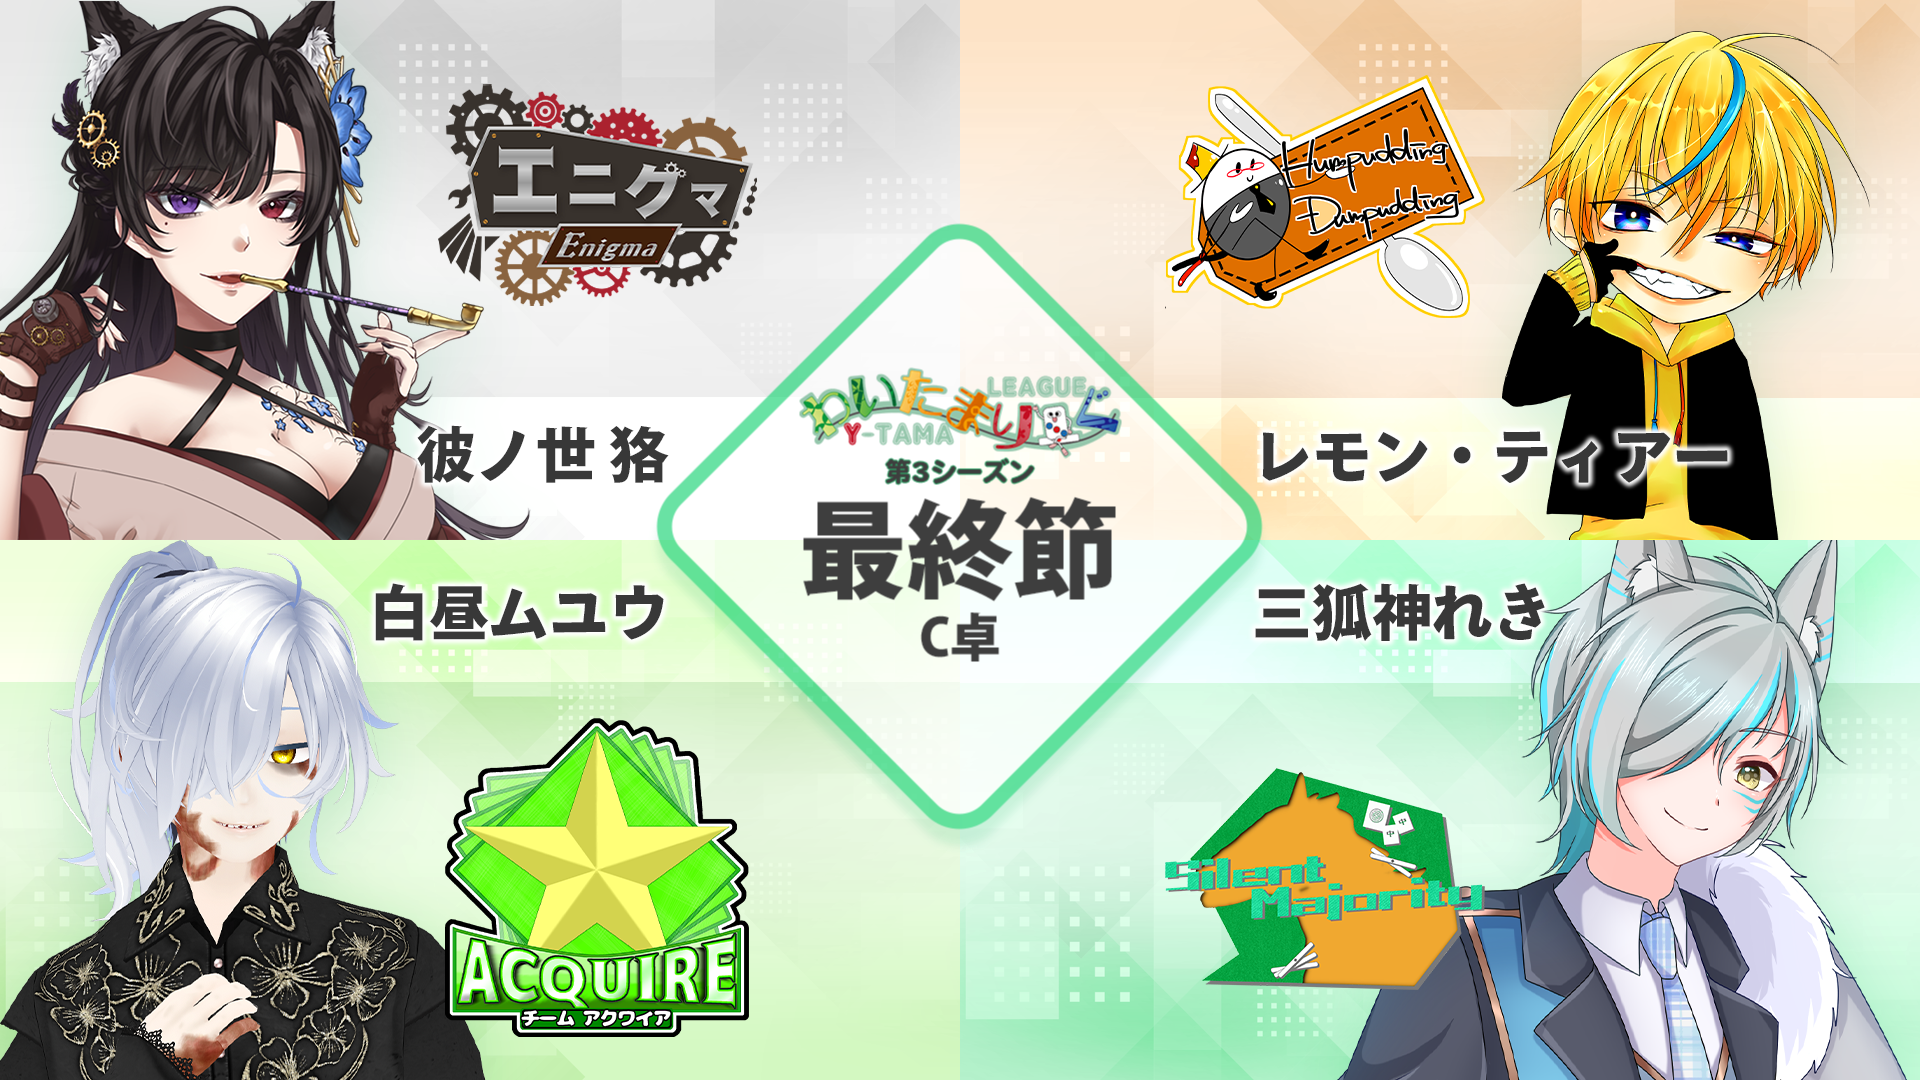 エニグマ
Enigma
彼ノ世 狢
Humpudding
Dumpudding
レモン・ティアー
わいたまりーぐ
LEAGUE
Y-TAMA
第3シーズン
最終節
C卓
白昼ムユウ
ACQUIRE
チーム アクワイア
三狐神れき
中
中
Silent
Majority